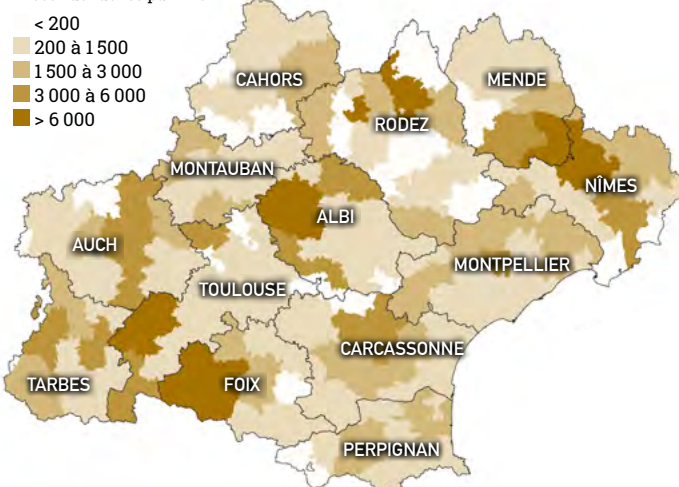 < 200
200 à 1 500
1 500 à 3 000
3 000 à 6 000
> 6 000
CAHORS
MENDE
RODEZ
MONTAUBAN
NÎMES
ALBI
AUCH
MONTPELLIER
TOULOUSE
CARCASSONNE
TARBES
FOIX
PERPIGNAN